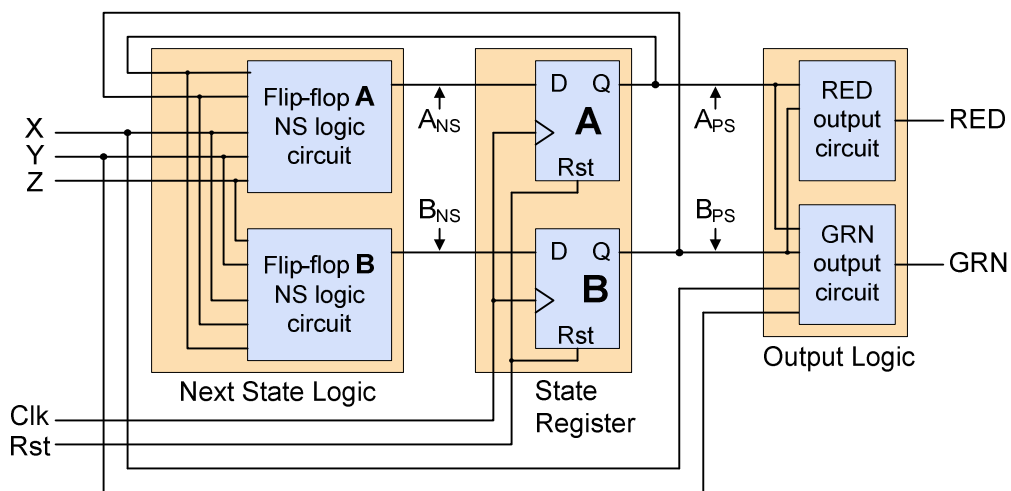 Flip-flop A
NS logic
circuit
X
Y
Z
Flip-flop B
NS logic
circuit
Next State Logic
Clk
Rst
A_NS
B_NS
D Q
A
Rst
D Q
B
Rst
State
Register
A_PS
B_PS
RED
output
circuit
RED
GRN
output
circuit
GRN
Output Logic